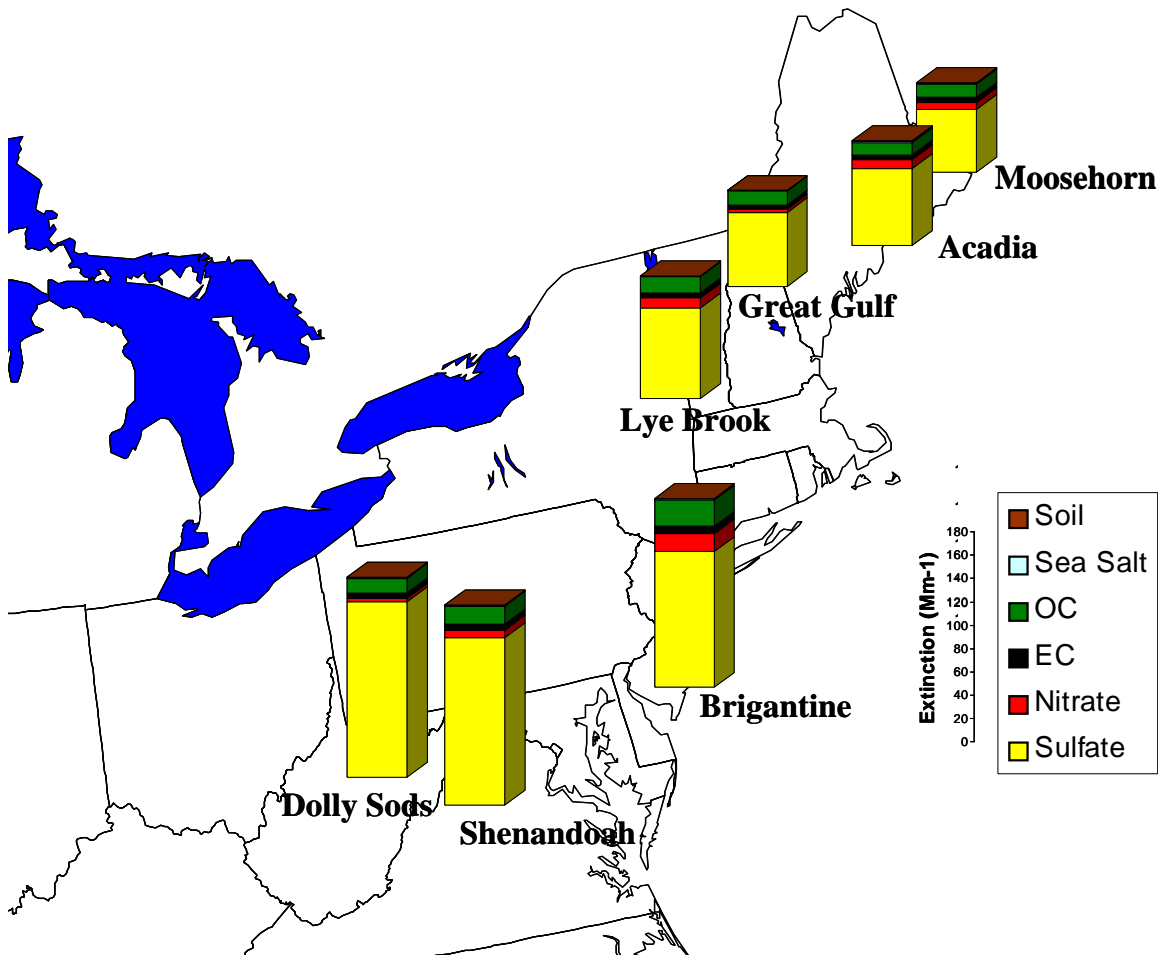 Moosehorn
Acadia
Great Gulf
Lye Brook
Brigantine
Dolly Sods
Shenandoah
Extinction (Mm-1)
180
160
140
120
100
80
60
40
20
0
Soil
Sea Salt
OC
EC
Nitrate
Sulfate